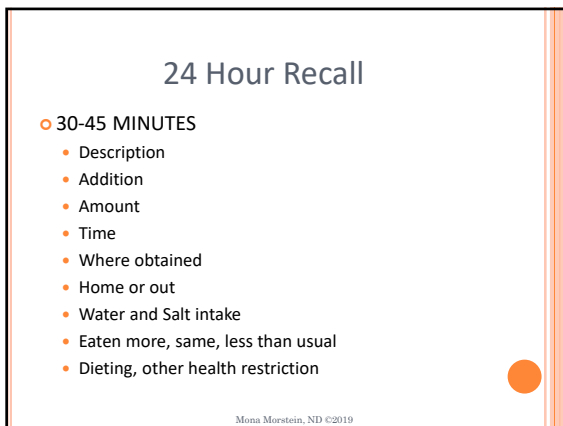 24 Hour Recall
30-45 MINUTES
Description
Addition
Amount
Time
Where obtained
Home or out
Water and Salt intake
Eaten more, same, less than usual
Dieting, other health restriction
Mona Morstein, ND ©2019